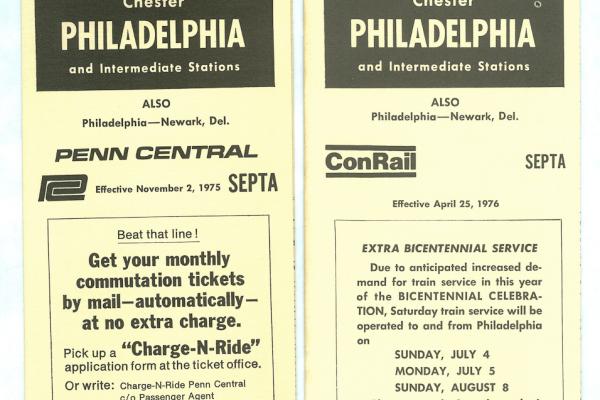 Chester
PHILADELPHIA
and Intermediate Stations
ALSO
Philadelphia—Newark, Del.
PENN CENTRAL
Effective November 2, 1975 SEPTA
Beat that line!
Get your monthly
commutation tickets
by mail—automatically—
at no extra charge.
Pick up a "Charge-N-Ride"
application form at the ticket office.
Or write: Charge-N-Ride Penn Central
c/o Passenger Agent
Chester
PHILADELPHIA
and Intermediate Stations
ALSO
Philadelphia—Newark, Del.
ConRail SEPTA
Effective April 25, 1976
EXTRA BICENTENNIAL SERVICE
Due to anticipated increased de-
mand for train service in this year
of the BICENTENNIAL CELEBRA-
TION, Saturday train service will be
operated to and from Philadelphia
on
SUNDAY, JULY 4
MONDAY, JULY 5
SUNDAY, AUGUST 8